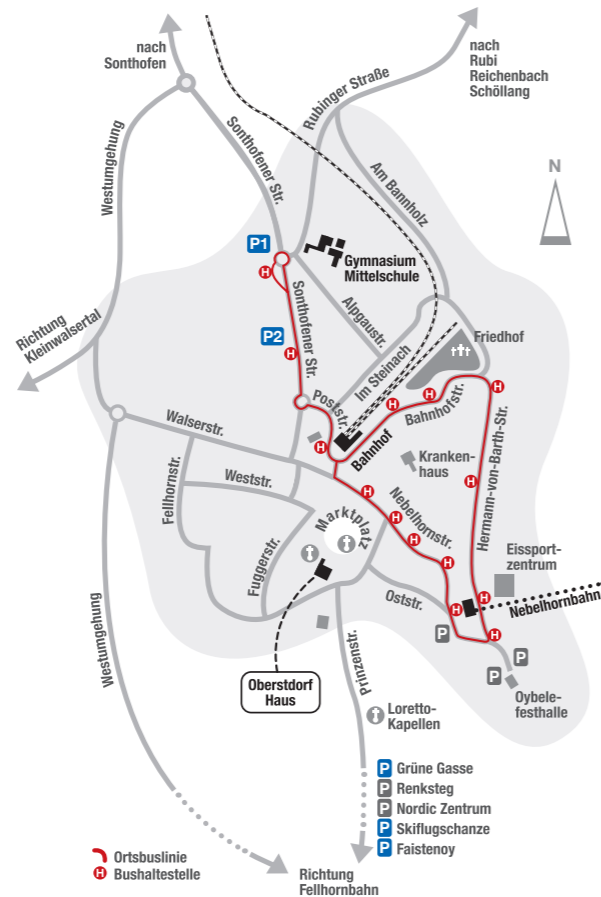 nach
Sonthofen
nach
Rubi
Reichenbach
Schöllang
Rubinger Straße
Sonthofener Str.
Westumgehung
Am Bannholz
N
P1
Gymnasium
Mittelschule
H
Sonthofener Str.
Alpgaustr.
Richtung
Kleinwalsertal
P2
H
Im Steinach
Friedhof
Poststr.
Bahnhofstr.
H
H
H
Walserstr.
H
Bahnhof
Kranken-
haus
Hermann-von-Barth-Str.
H
Fellhornstr.
Weststr.
H
Nebelhornstr.
Marktplatz
H
H
H
Eissport-
zentrum
Fuggerstr.
H
H
Nebelhornbahn
Oststr.
H
H
P
P
P
Oybele-
festhalle
Westumgehung
Prinzenstr.
Oberstdorf
Haus
Loretto-
Kapellen
P Grüne Gasse
P Renksteg
P Nordic Zentrum
P Skiflugschanze
P Faistenoy
Ortsbuslinie
H Bushaltestelle
Richtung
Fellhornbahn